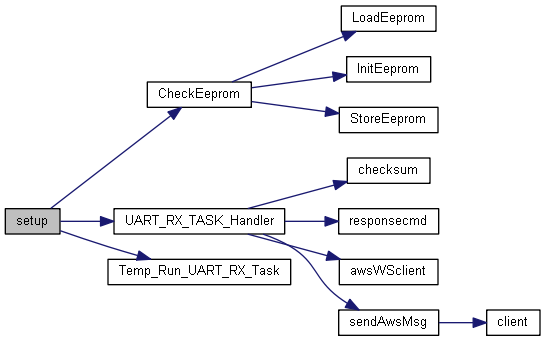 LoadEeprom
InitEeprom
CheckEeprom
StoreEeprom
checksum
setup
UART_RX_TASK_Handler
responsecmd
Temp_Run_UART_RX_Task
awsWSclient
sendAwsMsg
client